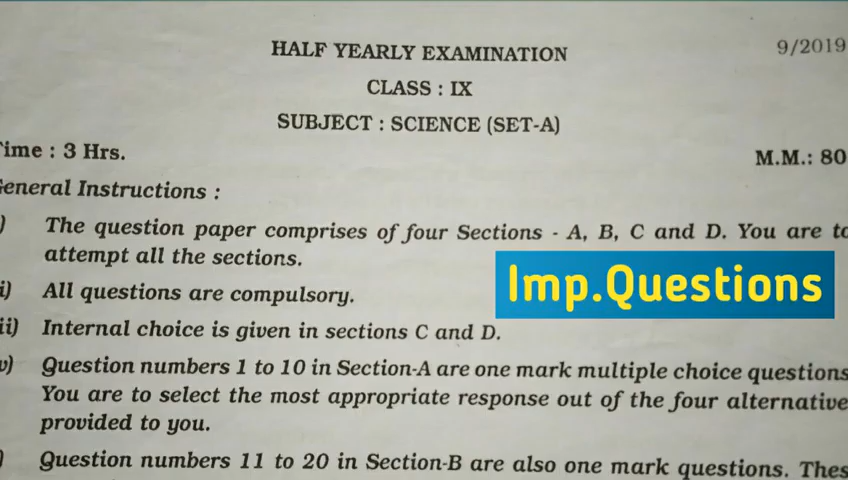 HALF YEARLY EXAMINATION
9/2019
CLASS : IX
SUBJECT : SCIENCE (SET-A)
ime : 3 Hrs.
M.M.: 80
eneral Instructions :
) The question paper comprises of four Sections - A, B, C and D. You are to
attempt all the sections.
Imp.Questions
i) All questions are compulsory.
ii) Internal choice is given in sections C and D.
v) Question numbers 1 to 10 in Section-A are one mark multiple choice questions
You are to select the most appropriate response out of the four alternative
provided to you.
) Question numbers 11 to 20 in Section-B are also one mark questions. Thes